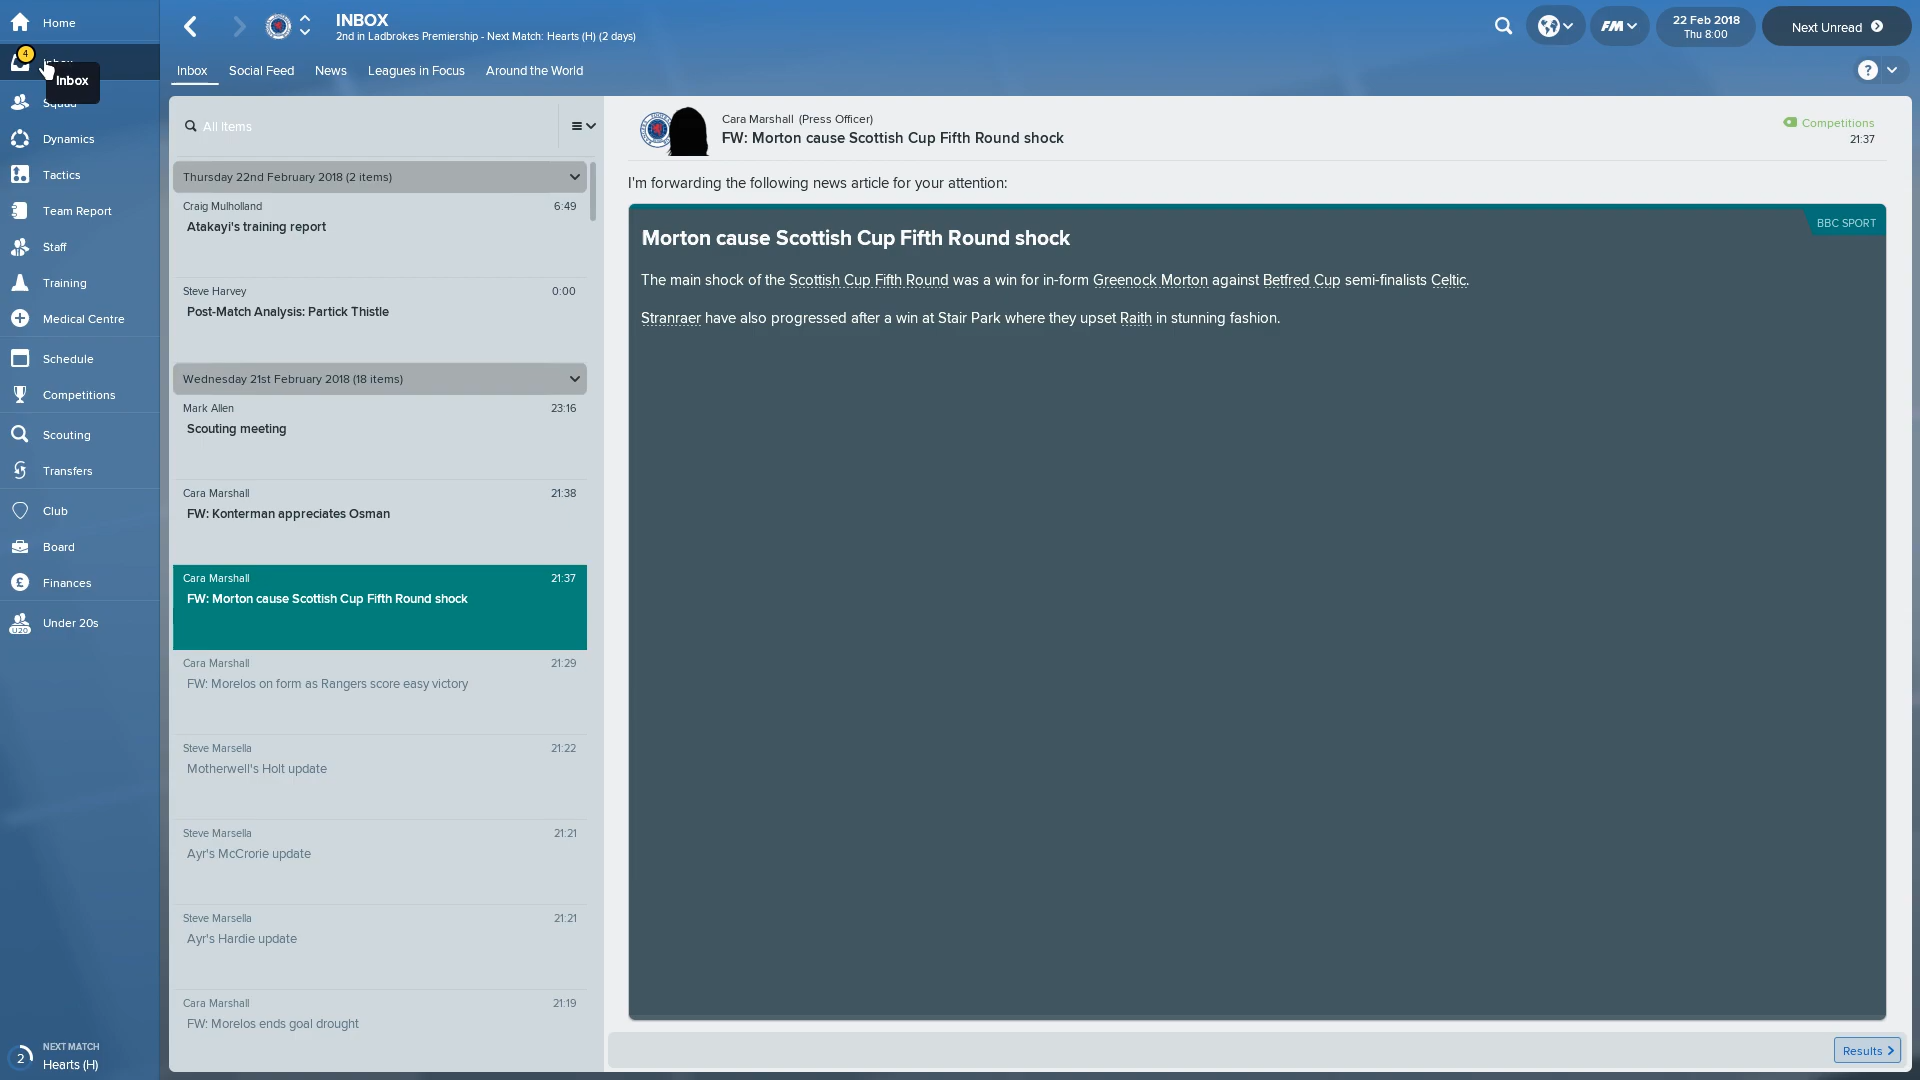 Home
INBOX
2nd in Ladbrokes Premiership - Next Match: Hearts (H) (2 days)
FM
22 Feb 2018
Thu 8:00
Next Unread
4
Inbox
Squad
Dynamics
Tactics
Team Report
Staff
Training
Medical Centre
Schedule
Competitions
Scouting
Transfers
Club
Board
Finances
U20
Under 20s
2
NEXT MATCH
Hearts (H)
Inbox
Social Feed
News
Leagues in Focus
Around the World
?
All Items
Thursday 22nd February 2018 (2 items)
Craig Mulholland 6:49
Atakayi's training report
Steve Harvey 0:00
Post-Match Analysis: Partick Thistle
Wednesday 21st February 2018 (18 items)
Mark Allen 23:16
Scouting meeting
Cara Marshall 21:38
FW: Konterman appreciates Osman
Cara Marshall 21:37
FW: Morton cause Scottish Cup Fifth Round shock
Cara Marshall 21:29
FW: Morelos on form as Rangers score easy victory
Steve Marsella 21:22
Motherwell's Holt update
Steve Marsella 21:21
Ayr's McCrorie update
Steve Marsella 21:21
Ayr's Hardie update
Cara Marshall 21:19
FW: Morelos ends goal drought
Cara Marshall (Press Officer)
FW: Morton cause Scottish Cup Fifth Round shock
Competitions
21:37
I'm forwarding the following news article for your attention:
BBC SPORT
Morton cause Scottish Cup Fifth Round shock
The main shock of the Scottish Cup Fifth Round was a win for in-form Greenock Morton against Betfred Cup semi-finalists Celtic.
Stranraer have also progressed after a win at Stair Park where they upset Raith in stunning fashion.
Results